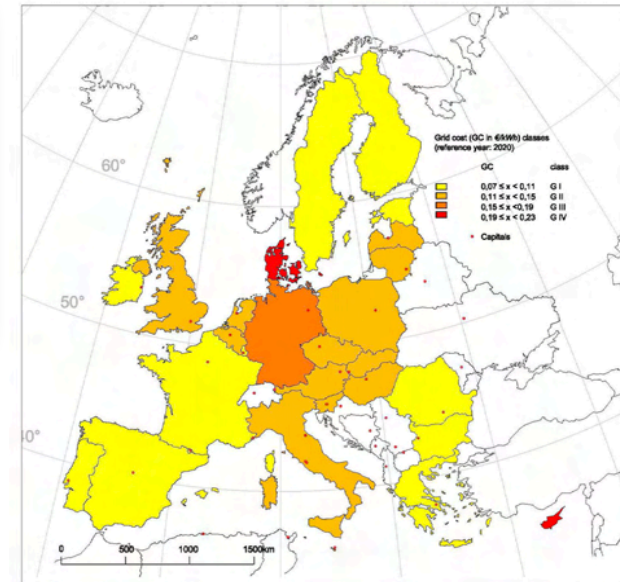 Grid cost (GC in €/kWh) classes
(reference year: 2020)
GC class
0,07 ≤ x < 0,11 G I
0,11 ≤ x < 0,15 G II
0,15 ≤ x <0,19 G III
0,19 ≤ x < 0,23 G IV
Capitals
60°
50°
40°
0 500 1000 1500km